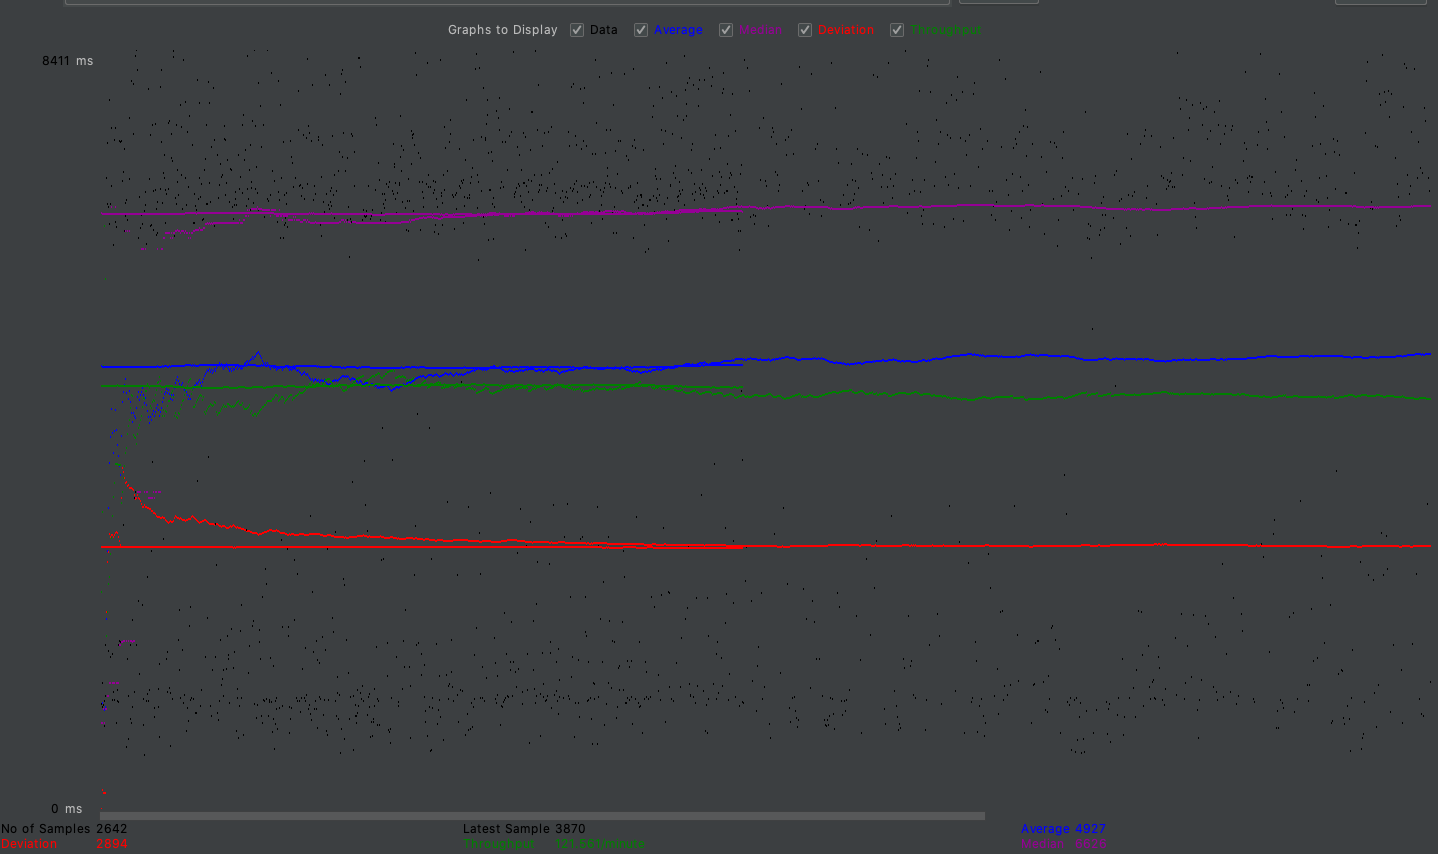 Graphs to Display Data Average Median Deviation Throughput
8411 ms
0 ms
No of Samples 2642 Latest Sample 3870 Average 4927
Deviation 2894 Throughput 121.561/minute Median 6626